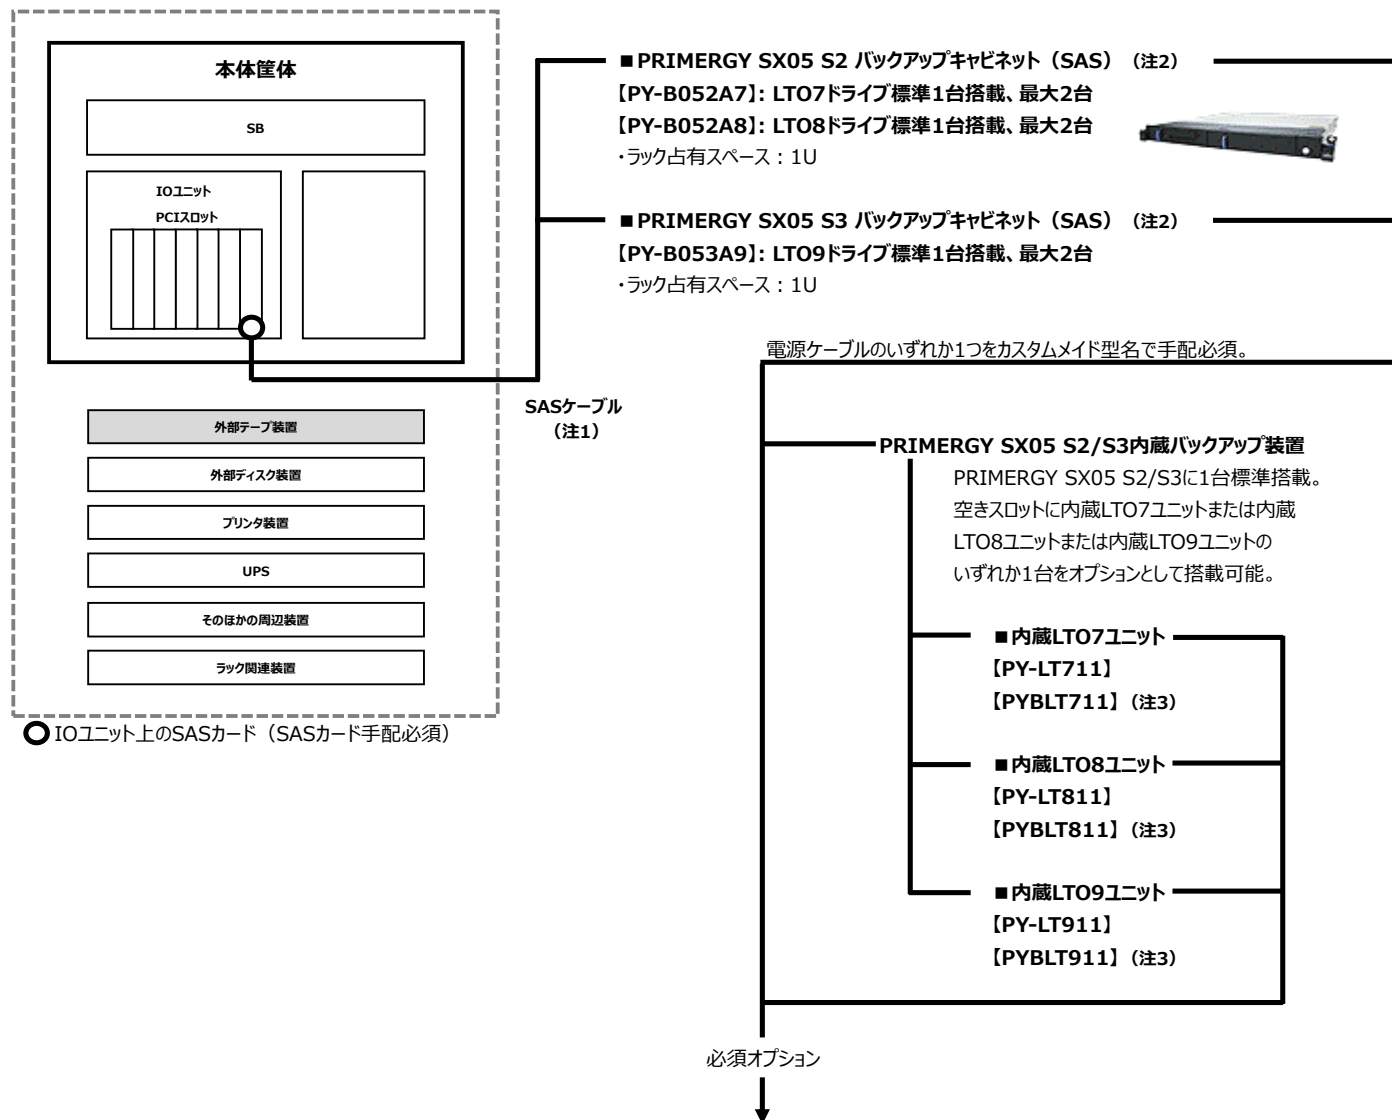 本体筐体
SB
IOユニット
PCIスロット
外部テープ装置
外部ディスク装置
プリンタ装置
UPS
そのほかの周辺装置
ラック関連装置
IOユニット上のSASカード（SASカード手配必須）
SASケーブル
（注1）
■PRIMERGY SX05 S2 バックアップキャビネット（SAS）（注2）
【PY-B052A7】: LTO7ドライブ標準1台搭載、最大2台
【PY-B052A8】: LTO8ドライブ標準1台搭載、最大2台
・ラック占有スペース：1U
■PRIMERGY SX05 S3 バックアップキャビネット（SAS）（注2）
【PY-B053A9】: LTO9ドライブ標準1台搭載、最大2台
・ラック占有スペース：1U
電源ケーブルのいずれか1つをカスタムメイド型名で手配必須。
PRIMERGY SX05 S2/S3内蔵バックアップ装置
PRIMERGY SX05 S2/S3に1台標準搭載。
空きスロットに内蔵LTO7ユニットまたは内蔵
LTO8ユニットまたは内蔵LTO9ユニットの
いずれか1台をオプションとして搭載可能。
■内蔵LTO7ユニット
【PY-LT711】
【PYBLT711】（注3）
■内蔵LTO8ユニット
【PY-LT811】
【PYBLT811】（注3）
■内蔵LTO9ユニット
【PY-LT911】
【PYBLT911】（注3）
必須オプション